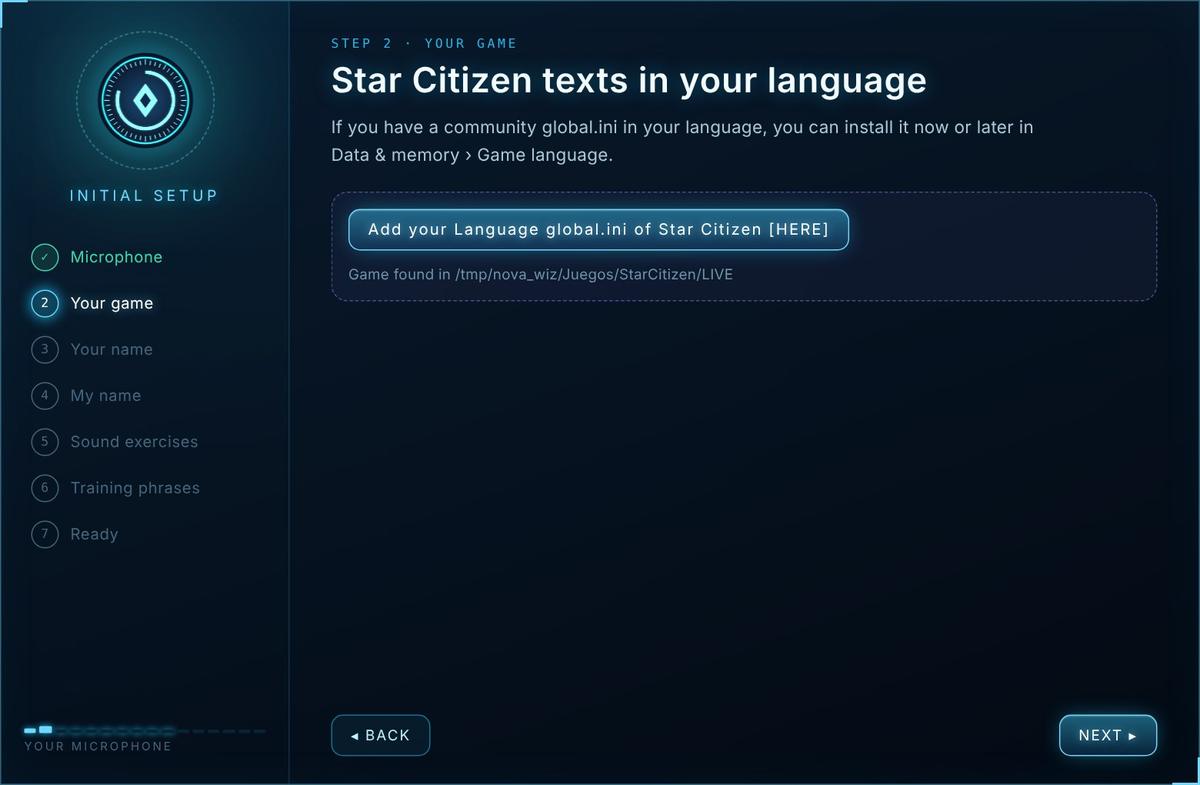 INITIAL SETUP
✓ Microphone
2 Your game
3 Your name
4 My name
5 Sound exercises
6 Training phrases
7 Ready
YOUR MICROPHONE
STEP 2 · YOUR GAME
Star Citizen texts in your language
If you have a community global.ini in your language, you can install it now or later in
Data & memory › Game language.
Add your Language global.ini of Star Citizen [HERE]
Game found in /tmp/nova_wiz/Juegos/StarCitizen/LIVE
◂ BACK
NEXT ▸